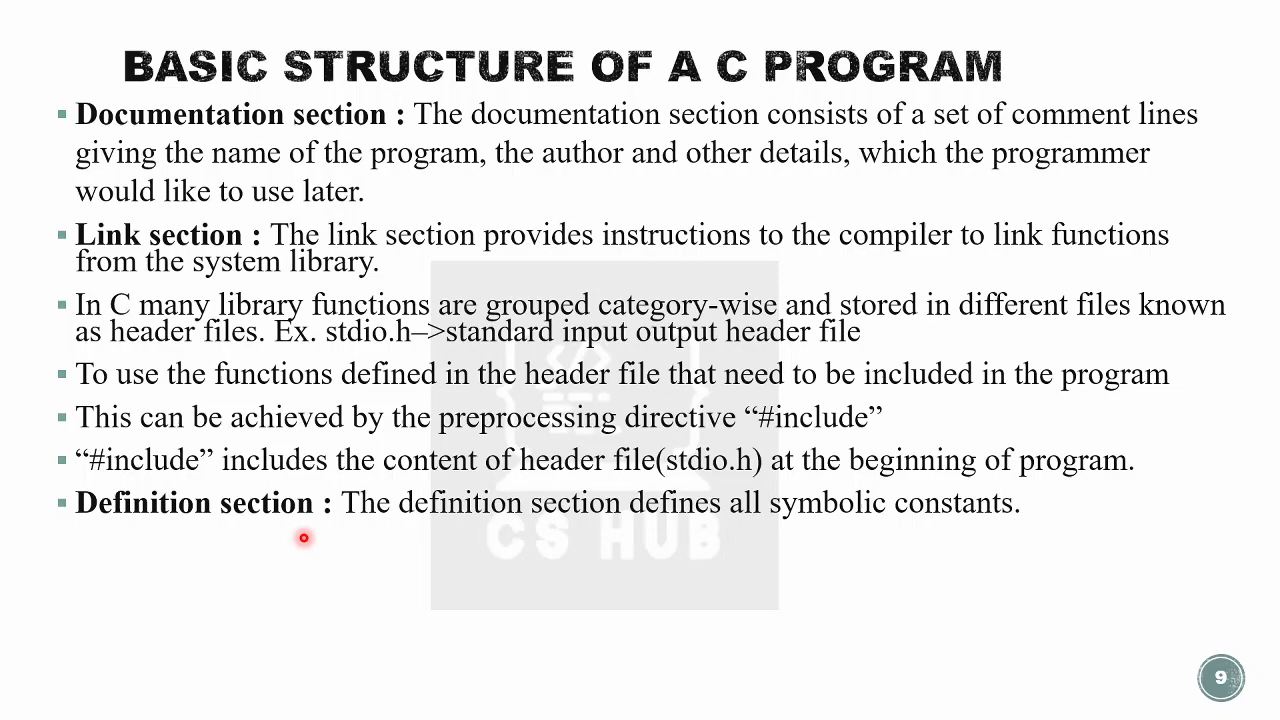 BASIC STRUCTURE OF A C PROGRAM
▪ Documentation section : The documentation section consists of a set of comment lines
giving the name of the program, the author and other details, which the programmer
would like to use later.
▪ Link section : The link section provides instructions to the compiler to link functions
from the system library.
▪ In C many library functions are grouped category-wise and stored in different files known
as header files. Ex. stdio.h–>standard input output header file
▪ To use the functions defined in the header file that need to be included in the program
▪ This can be achieved by the preprocessing directive “#include”
▪ “#include” includes the content of header file(stdio.h) at the beginning of program.
▪ Definition section : The definition section defines all symbolic constants.
CS HUB
9